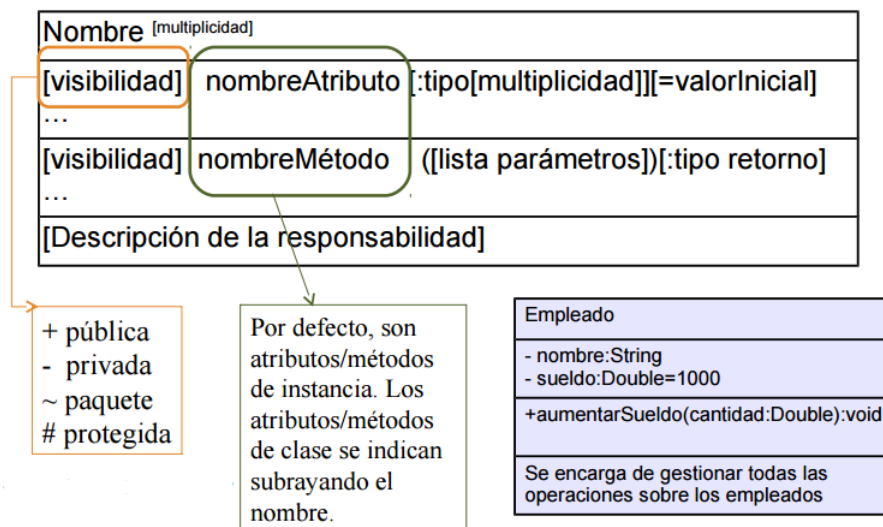 Nombre [multiplicidad]
[visibilidad] nombreAtributo [:tipo[multiplicidad]][=valorInicial]
…
[visibilidad] nombreMétodo ([lista parámetros])[:tipo retorno]
…
[Descripción de la responsabilidad]
+ pública
- privada
~ paquete
# protegida
Por defecto, son
atributos/métodos
de instancia. Los
atributos/métodos
de clase se indican
subrayando el
nombre.
Empleado
- nombre:String
- sueldo:Double=1000
+aumentarSueldo(cantidad:Double):void
Se encarga de gestionar todas las
operaciones sobre los empleados